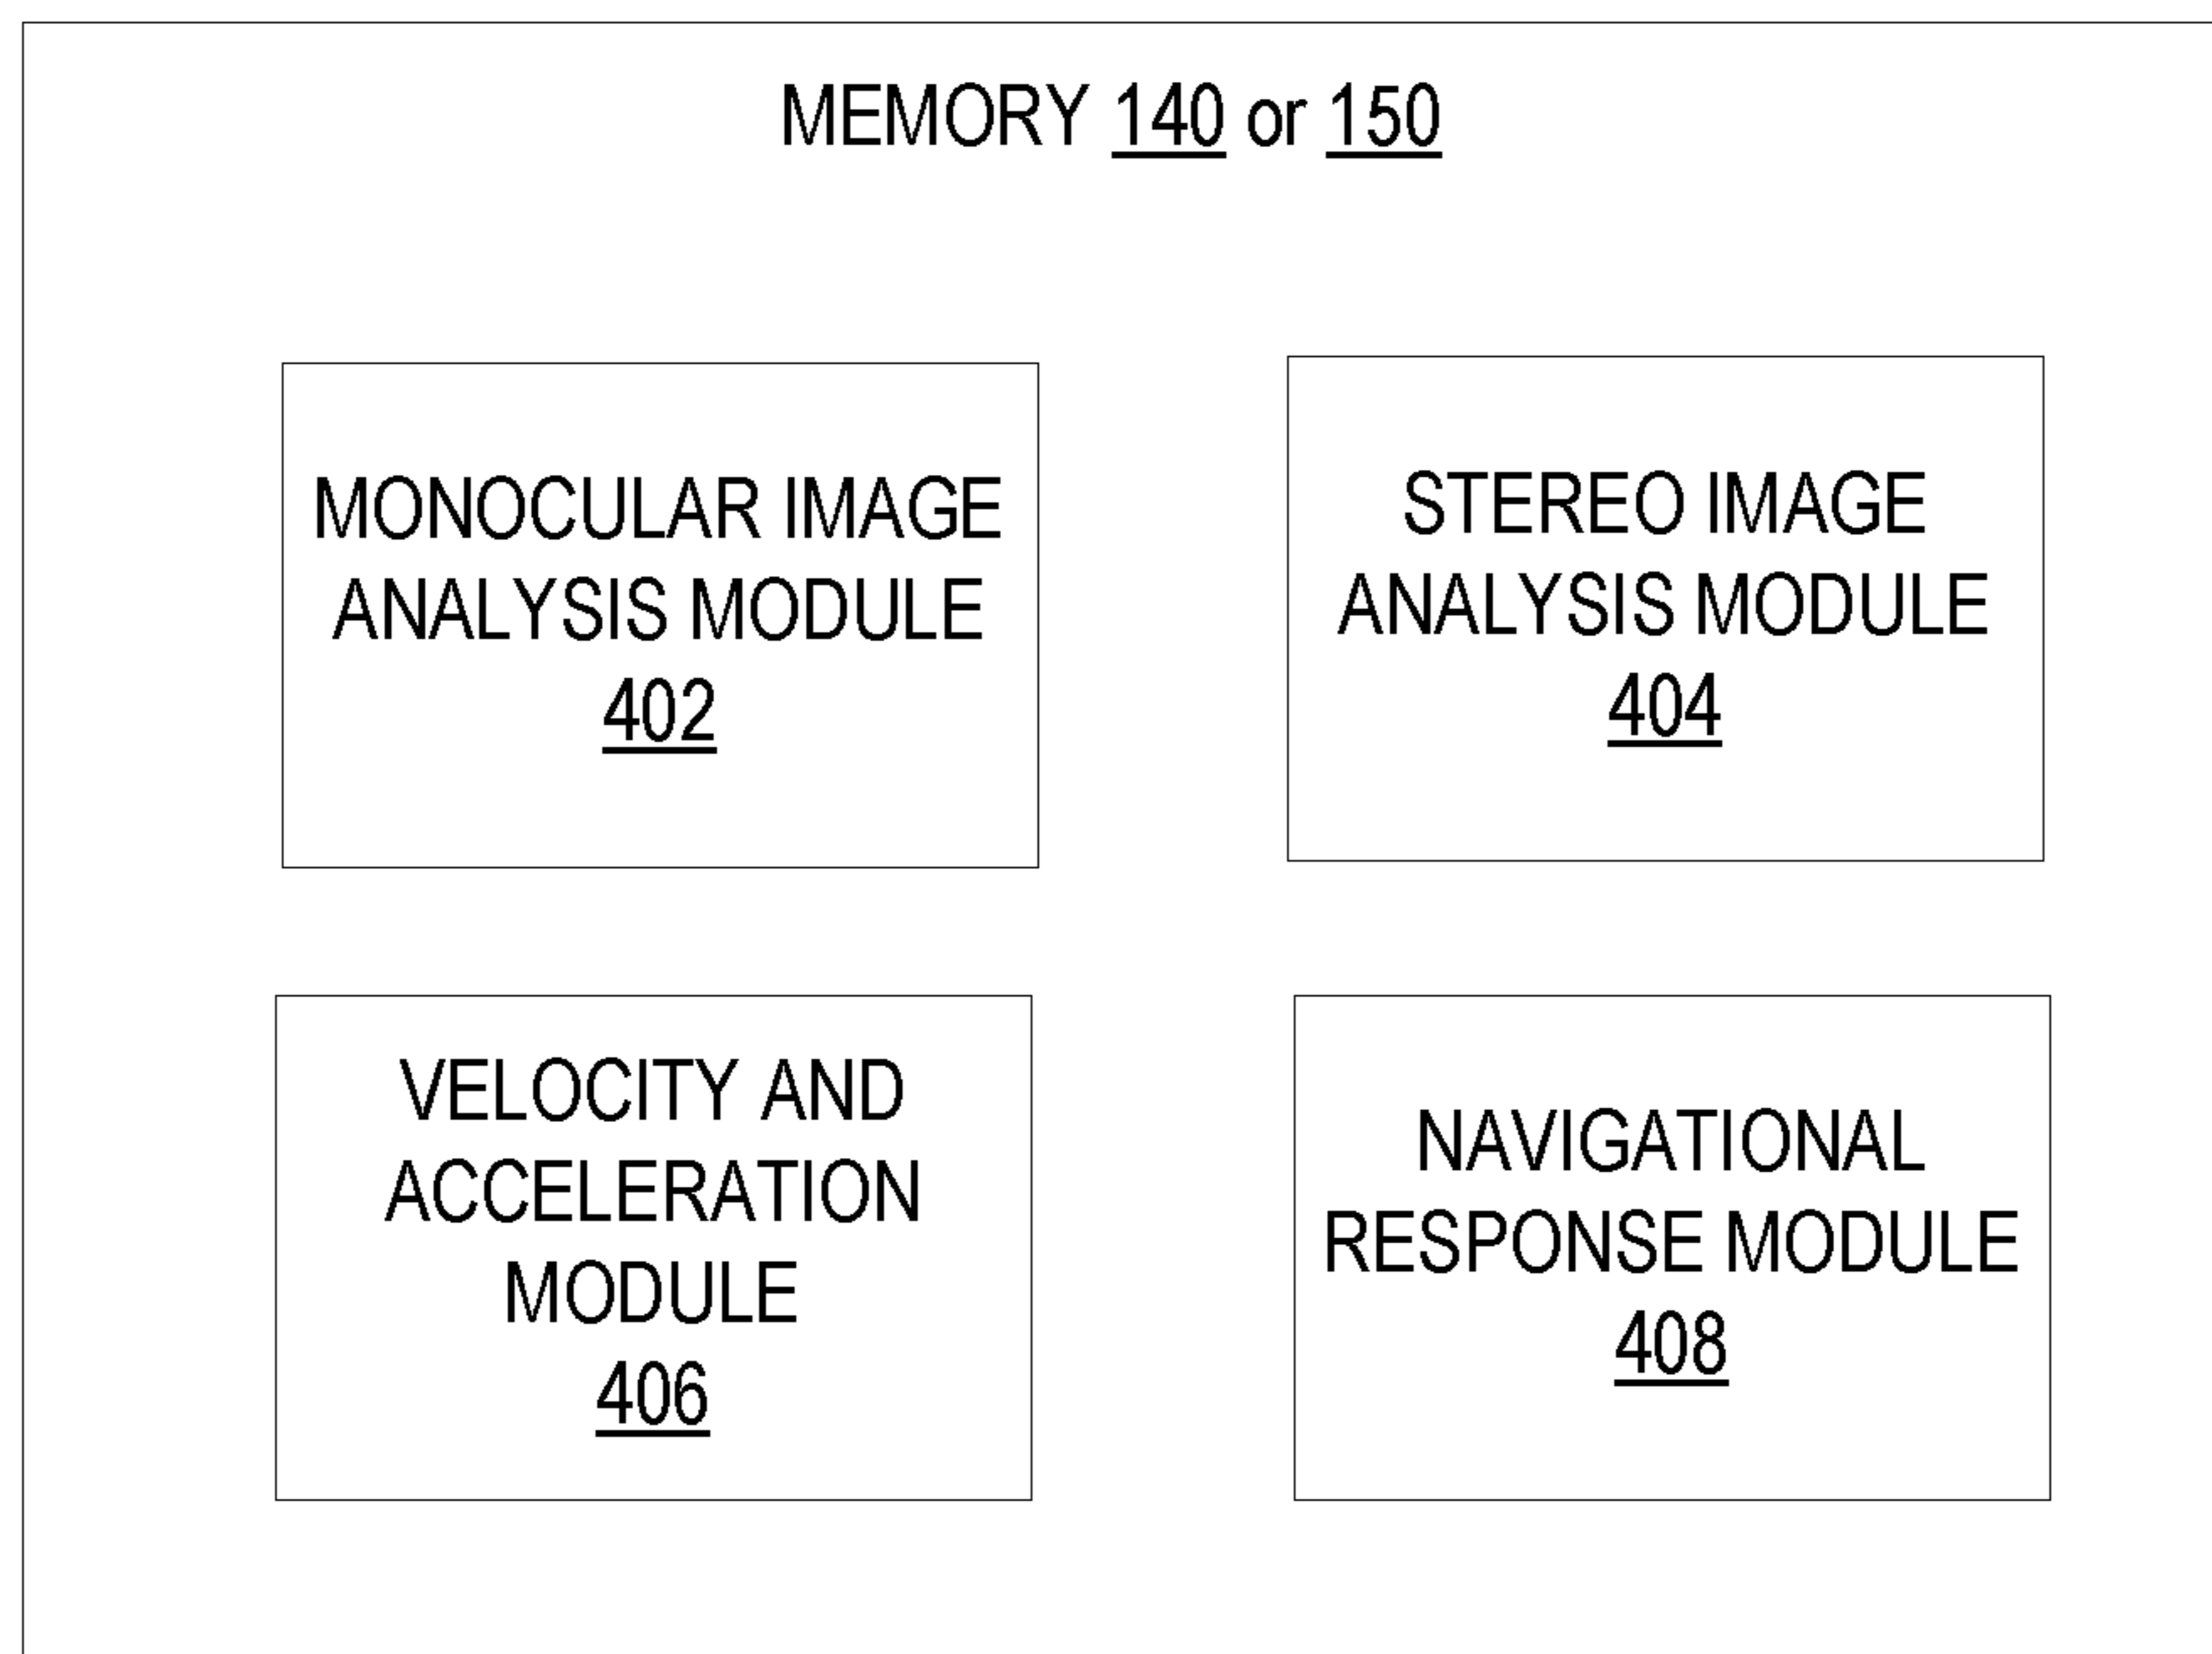 MEMORY 140 or 150
MONOCULAR IMAGE
ANALYSIS MODULE
402
STEREO IMAGE
ANALYSIS MODULE
404
VELOCITY AND
ACCELERATION
MODULE
406
NAVIGATIONAL
RESPONSE MODULE
408